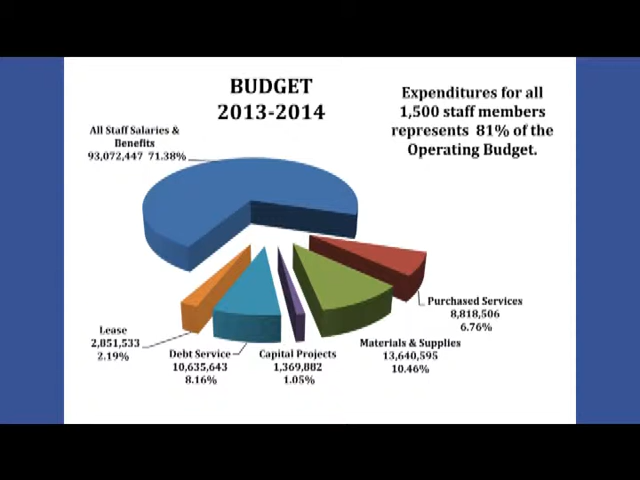 BUDGET
2013-2014
Expenditures for all
1,500 staff members
represents 81% of the
Operating Budget.
All Staff Salaries &
Benefits
93,072,447 71.38%
Purchased Services
8,818,506
6.76%
Materials & Supplies
13,640,595
10.46%
Capital Projects
1,369,882
1.05%
Debt Service
10,635,643
8.16%
Lease
2,851,533
2.19%